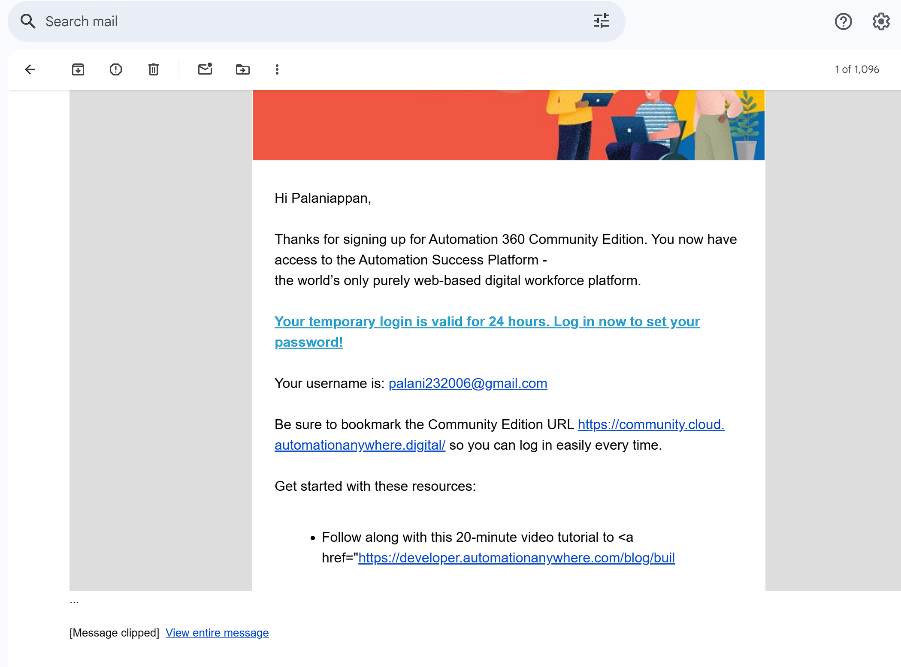 Search mail
1 of 1,096
Hi Palaniappan,
Thanks for signing up for Automation 360 Community Edition. You now have
access to the Automation Success Platform -
the world's only purely web-based digital workforce platform.
Your temporary login is valid for 24 hours. Log in now to set your
password!
Your username is: palani232006@gmail.com
Be sure to bookmark the Community Edition URL https://community.cloud.
automationanywhere.digital/ so you can log in easily every time.
Get started with these resources:
• Follow along with this 20-minute video tutorial to <a
href="https://developer.automationanywhere.com/blog/buil
...
[Message clipped] View entire message